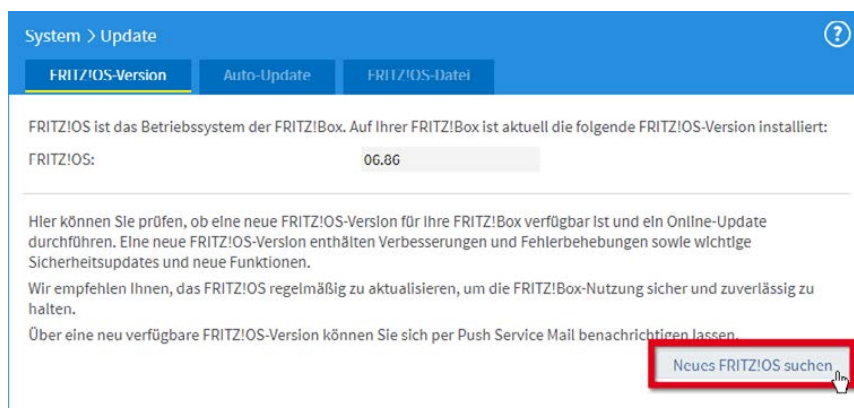 System > Update
?
FRITZ!OS-Version Auto-Update FRITZ!OS-Datei
FRITZ!OS ist das Betriebssystem der FRITZ!Box. Auf Ihrer FRITZ!Box ist aktuell die folgende FRITZ!OS-Version installiert:
FRITZ!OS: 06.86
Hier können Sie prüfen, ob eine neue FRITZ!OS-Version für Ihre FRITZ!Box verfügbar ist und ein Online-Update
durchführen. Eine neue FRITZ!OS-Version enthälten Verbesserungen und Fehlerbehebungen sowie wichtige
Sicherheitsupdates und neue Funktionen.
Wir empfehlen Ihnen, das FRITZ!OS regelmäßig zu aktualisieren, um die FRITZ!Box-Nutzung sicher und zuverlässig zu
halten.
Über eine neu verfügbare FRITZ!OS-Version können Sie sich per Push Service Mail benachrichtigen lassen.
Neues FRITZ!OS suchen